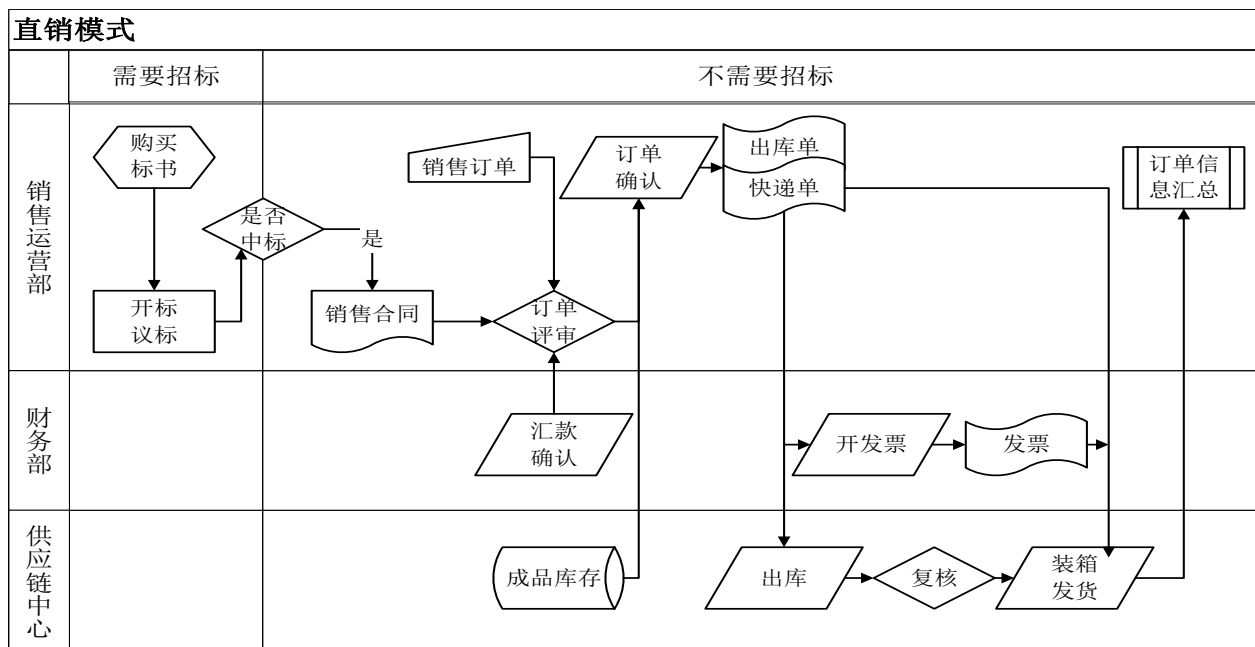 直销模式
需要招标
不需要招标
销售运营部
购买
标书
开标
议标
是否
中标
是
销售合同
销售订单
订单
评审
订单
确认
出库单
快递单
订单信
息汇总
财务部
汇款
确认
开发票
发票
供应链中心
成品库存
出库
复核
装箱
发货